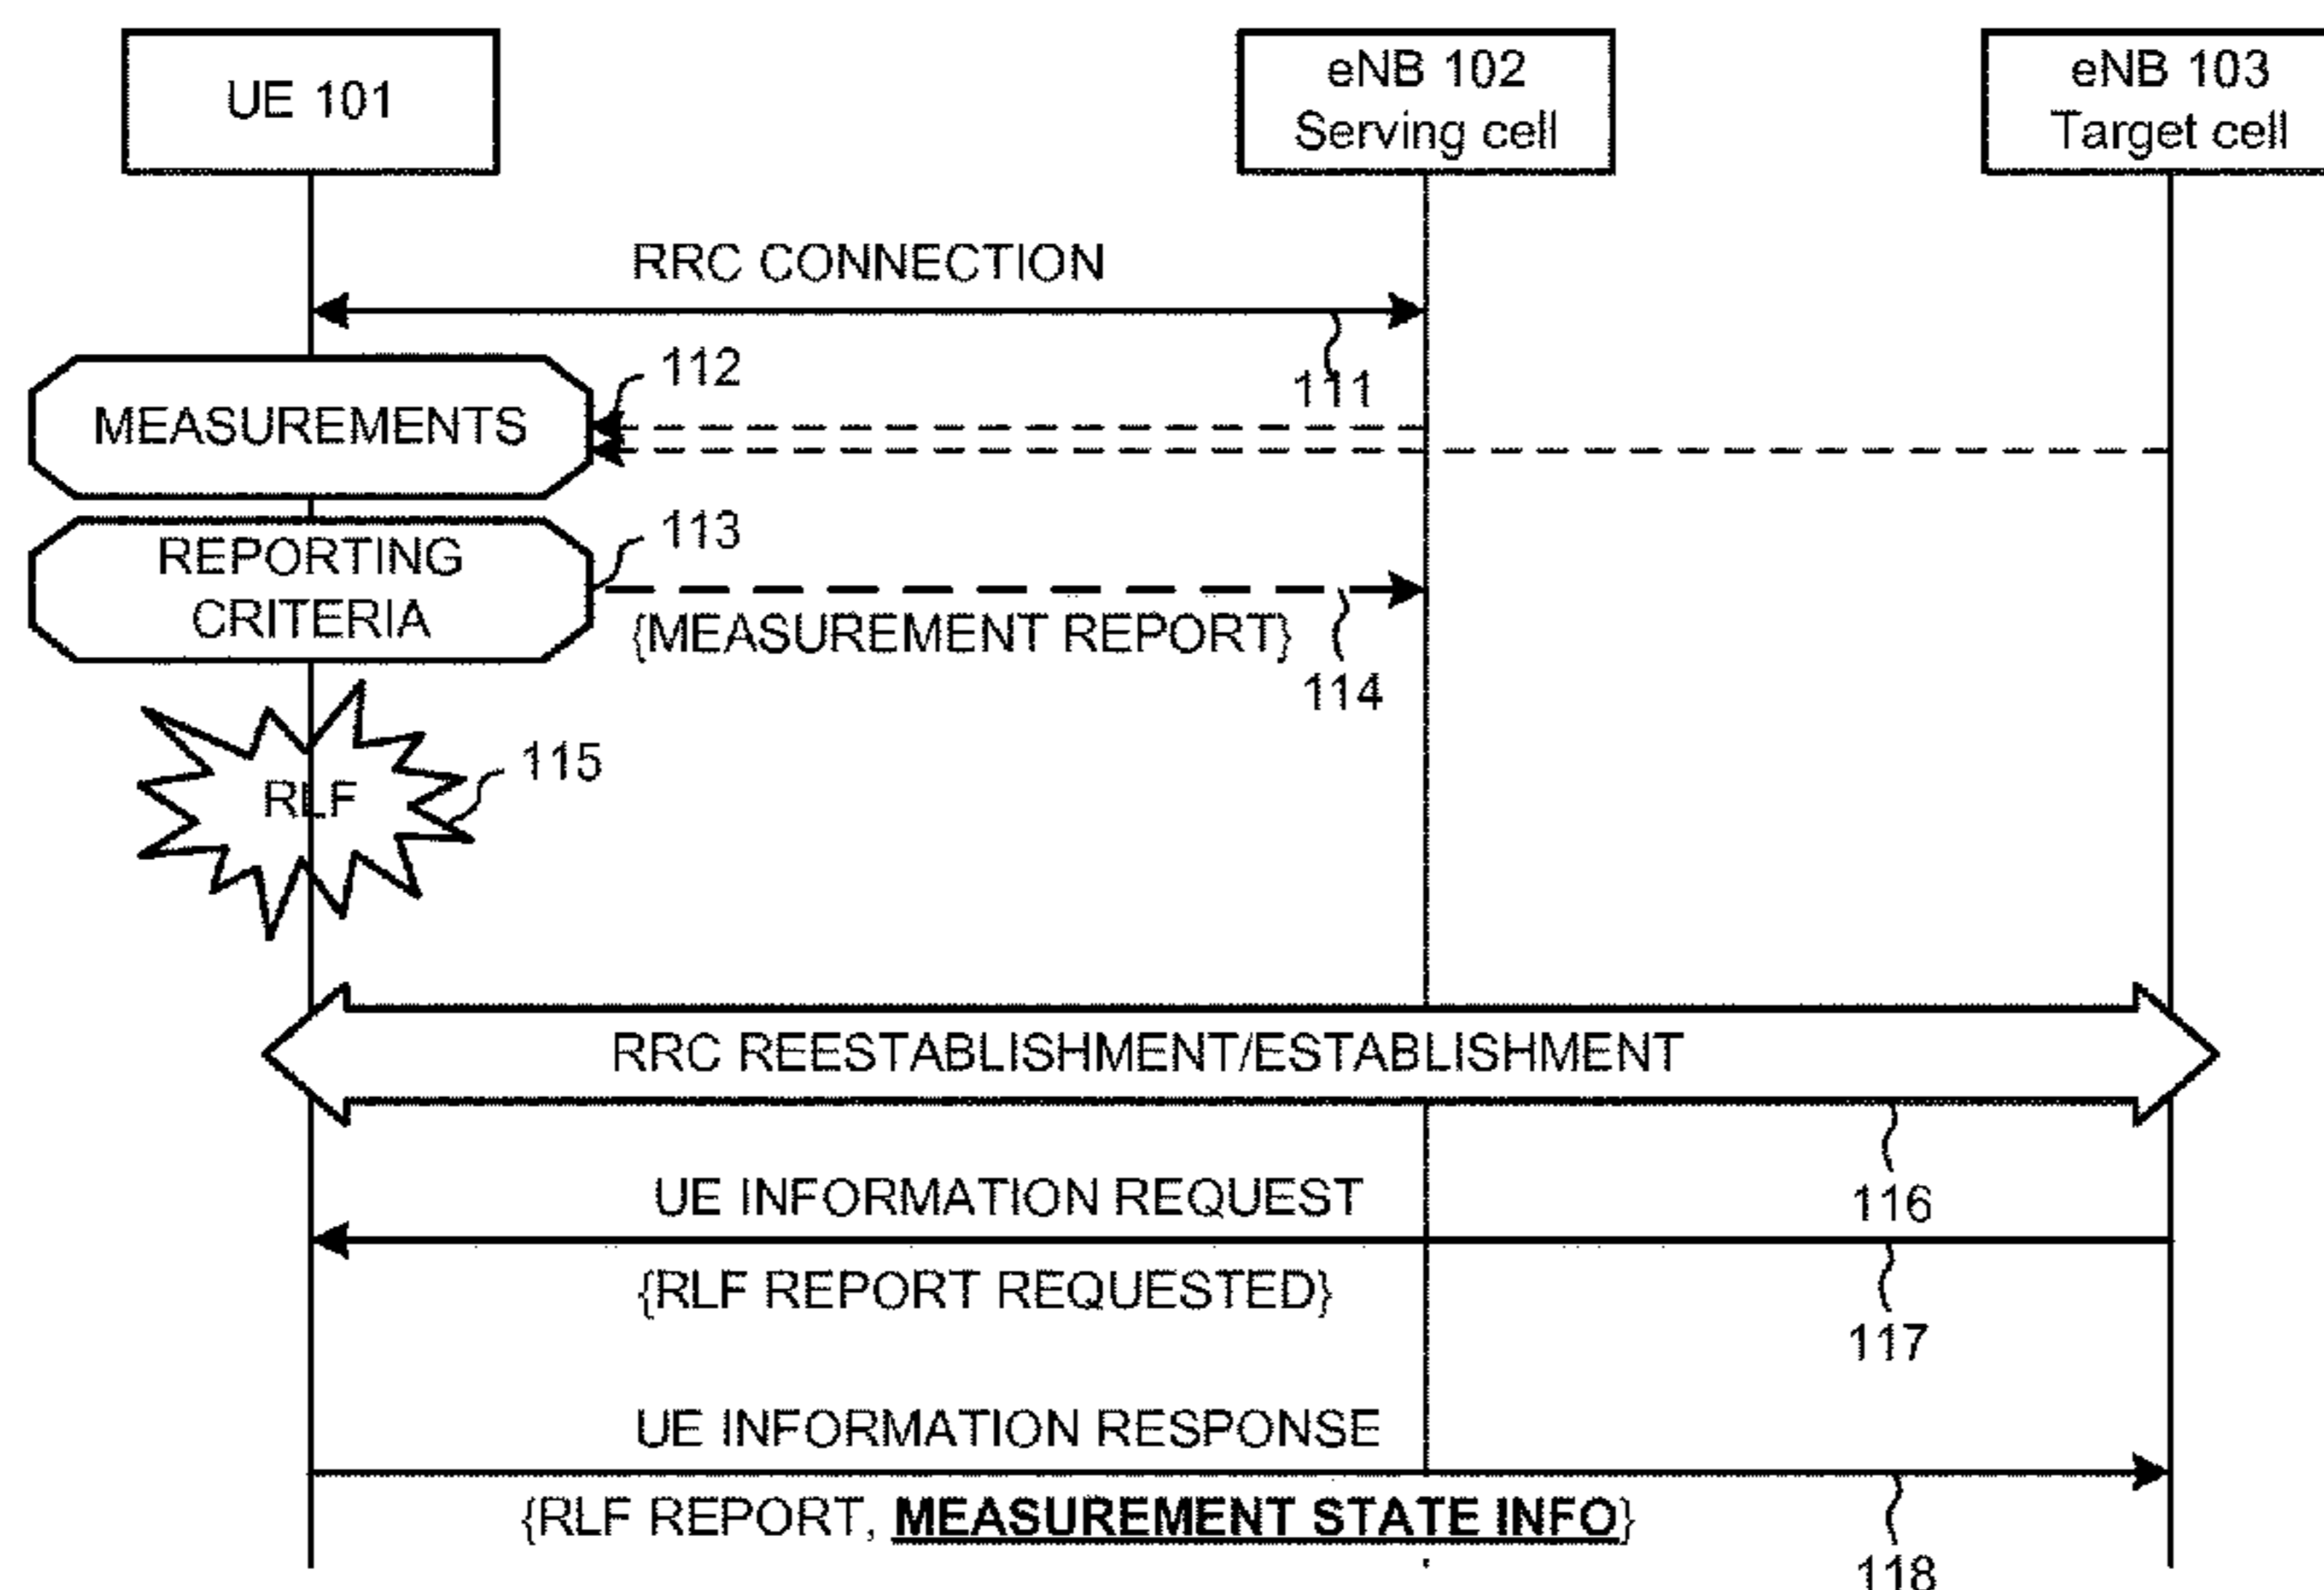 UE 101
eNB 102
Serving cell
eNB 103
Target cell
RRC CONNECTION
111
112
MEASUREMENTS
113
REPORTING
CRITERIA
{MEASUREMENT REPORT}
114
115
RLF
RRC REESTABLISHMENT/ESTABLISHMENT
116
UE INFORMATION REQUEST
{RLF REPORT REQUESTED}
117
UE INFORMATION RESPONSE
{RLF REPORT, MEASUREMENT STATE INFO}
118